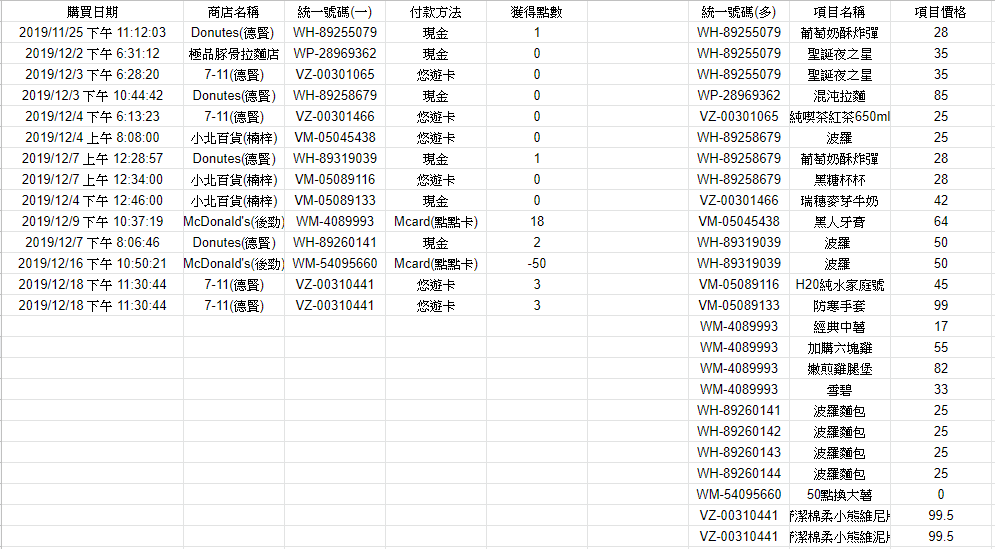 購買日期 商店名稱 統一號碼(一) 付款方法 獲得點數 統一號碼(多) 項目名稱 項目價格
2019/11/25 下午 11:12:03 Donutes(德賢) WH-89255079 現金 1 WH-89255079 葡萄奶酥炸彈 28
2019/12/2 下午 6:31:12 極品豚骨拉麵店 WP-28969362 現金 0 WH-89255079 聖誕夜之星 35
2019/12/3 下午 6:28:20 7-11(德賢) VZ-00301065 悠遊卡 0 WH-89255079 聖誕夜之星 35
2019/12/3 下午 10:44:42 Donutes(德賢) WH-89258679 現金 0 WP-28969362 混沌拉麵 85
2019/12/4 下午 6:13:23 7-11(德賢) VZ-00301466 悠遊卡 0 VZ-00301065 純喫茶紅茶650ml 25
2019/12/4 上午 8:08:00 小北百貨(楠梓) VM-05045438 現金 0 WH-89258679 波羅 25
2019/12/7 上午 12:28:57 Donutes(德賢) WH-89319039 現金 1 WH-89258679 葡萄奶酥炸彈 28
2019/12/7 上午 12:34:00 小北百貨(楠梓) VM-05089116 悠遊卡 0 WH-89258679 黑糖杯杯 28
2019/12/4 下午 12:46:00 小北百貨(楠梓) VM-05089133 現金 0 VZ-00301466 瑞穗麥芽牛奶 42
2019/12/9 下午 10:37:19 McDonald's(後勁) WM-4089993 Mcard(點點卡) 18 VM-05045438 黑人牙膏 64
2019/12/7 下午 8:06:46 Donutes(德賢) WH-89260141 現金 2 WH-89319039 波羅 50
2019/12/16 下午 10:50:21 McDonald's(後勁) WM-54095660 Mcard(點點卡) -50 WH-89319039 波羅 50
2019/12/18 下午 11:30:44 7-11(德賢) VZ-00310441 悠遊卡 3 VM-05089116 H20純水家庭號 45
2019/12/18 下午 11:30:44 7-11(德賢) VZ-00310441 悠遊卡 3 VM-05089133 防寒手套 99
WM-4089993 經典中薯 17
WM-4089993 加購六塊雞 55
WM-4089993 嫩煎雞腿堡 82
WM-4089993 雪碧 33
WH-89260141 波羅麵包 25
WH-89260142 波羅麵包 25
WH-89260143 波羅麵包 25
WH-89260144 波羅麵包 25
WM-54095660 50點換大薯 0
VZ-00310441 潔棉柔小熊維尼 99.5
VZ-00310441 潔棉柔小熊維泥 99.5